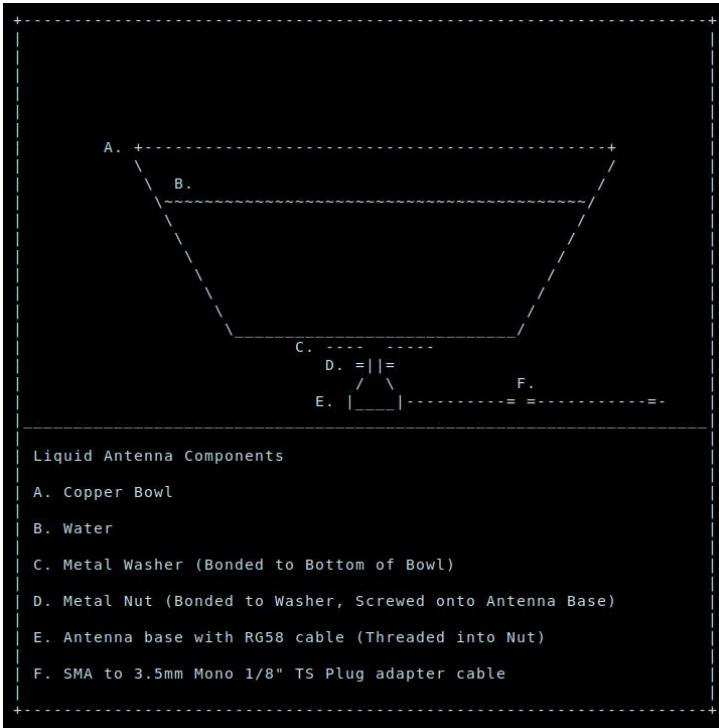 A.
B.
C.
D.
F.
E.
Liquid Antenna Components
A. Copper Bowl
B. Water
C. Metal Washer (Bonded to Bottom of Bowl)
D. Metal Nut (Bonded to Washer, Screwed onto Antenna Base)
E. Antenna base with RG58 cable (Threaded into Nut)
F. SMA to 3.5mm Mono 1/8" TS Plug adapter cable